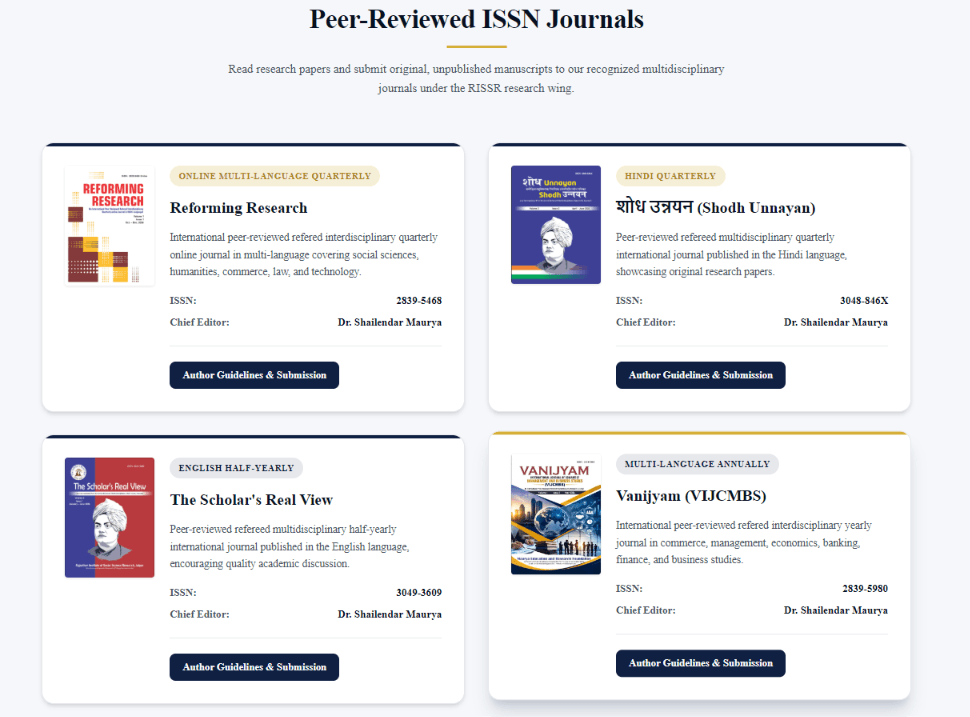 Peer-Reviewed ISSN Journals
Read research papers and submit original, unpublished manuscripts to our recognized multidisciplinary
journals under the RISSR research wing.
REFORMING
RESEARCH
ONLINE MULTI-LANGUAGE QUARTERLY
Reforming Research
International peer-reviewed refered interdisciplinary quarterly
online journal in multi-language covering social sciences,
humanities, commerce, law, and technology.
ISSN: 2839-5468
Chief Editor: Dr. Shailendar Maurya
Author Guidelines & Submission
शोध Unnayan
Shodh उन्नयन
HINDI QUARTERLY
शोध उन्नयन (Shodh Unnayan)
Peer-reviewed refereed multidisciplinary quarterly
international journal published in the Hindi language,
showcasing original research papers.
ISSN: 3048-846X
Chief Editor: Dr. Shailendar Maurya
Author Guidelines & Submission
The Scholar's Real View
ENGLISH HALF-YEARLY
The Scholar's Real View
Peer-reviewed refereed multidisciplinary half-yearly
international journal published in the English language,
encouraging quality academic discussion.
ISSN: 3049-3609
Chief Editor: Dr. Shailendar Maurya
Author Guidelines & Submission
VANIJYAM
MULTI-LANGUAGE ANNUALLY
Vanijyam (VIJCMBS)
International peer-reviewed refered interdisciplinary yearly
journal in commerce, management, economics, banking,
finance, and business studies.
ISSN: 2839-5980
Chief Editor: Dr. Shailendar Maurya
Author Guidelines & Submission